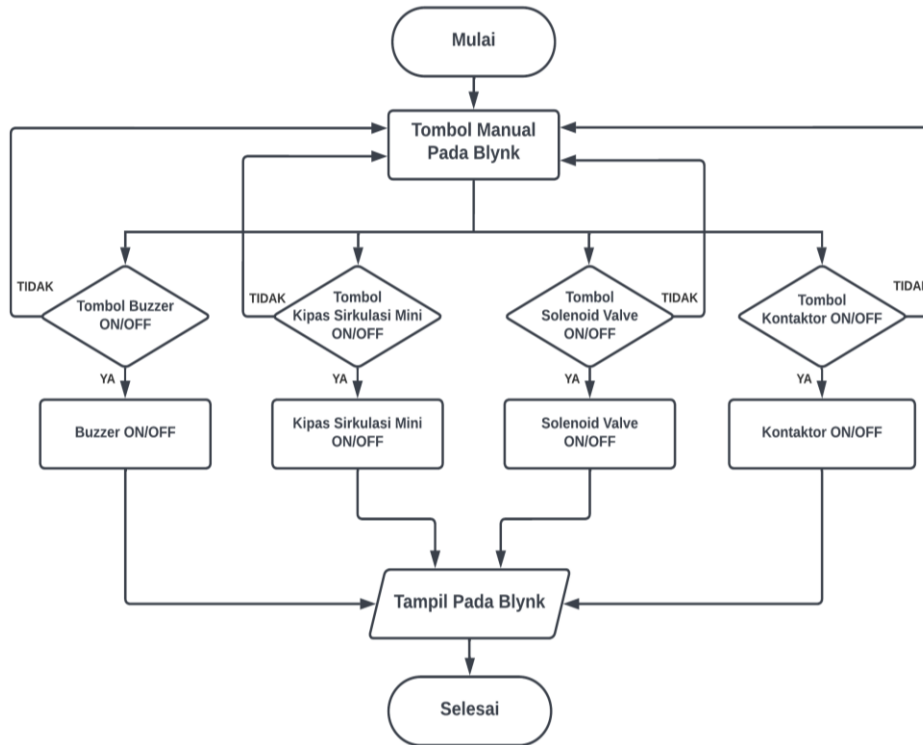 Mulai
Tombol Manual
Pada Blynk
TIDAK
Tombol Buzzer
ON/OFF
YA
TIDAK
Tombol
Kipas Sirkulasi Mini
ON/OFF
YA
Tombol
Solenoid Valve
ON/OFF
TIDAK
YA
Tombol
Kontaktor ON/OFF
TIDAK
YA
Buzzer ON/OFF
Kipas Sirkulasi Mini
ON/OFF
Solenoid Valve
ON/OFF
Kontaktor ON/OFF
Tampil Pada Blynk
Selesai